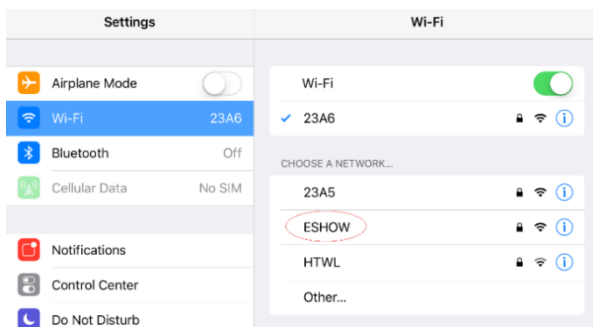 Settings
Airplane Mode
Wi-Fi 23A6
Bluetooth Off
Cellular Data No SIM
Notifications
Control Center
Do Not Disturb
Wi-Fi
Wi-Fi
23A6
CHOOSE A NETWORK...
23A5
ESHOW
HTWL
Other...